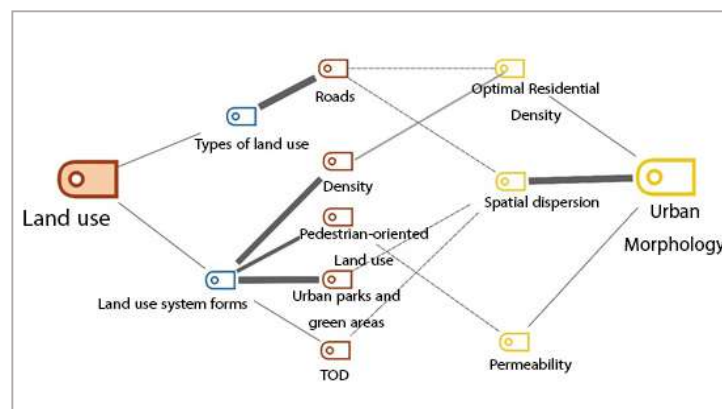 Roads
Optimal Residential
Density
Types of land use
Density
Land use
Spatial dispersion
Urban
Morphology
Pedestrian-oriented
Land use
Land use system forms
Urban parks and
green areas
TOD
Permeability